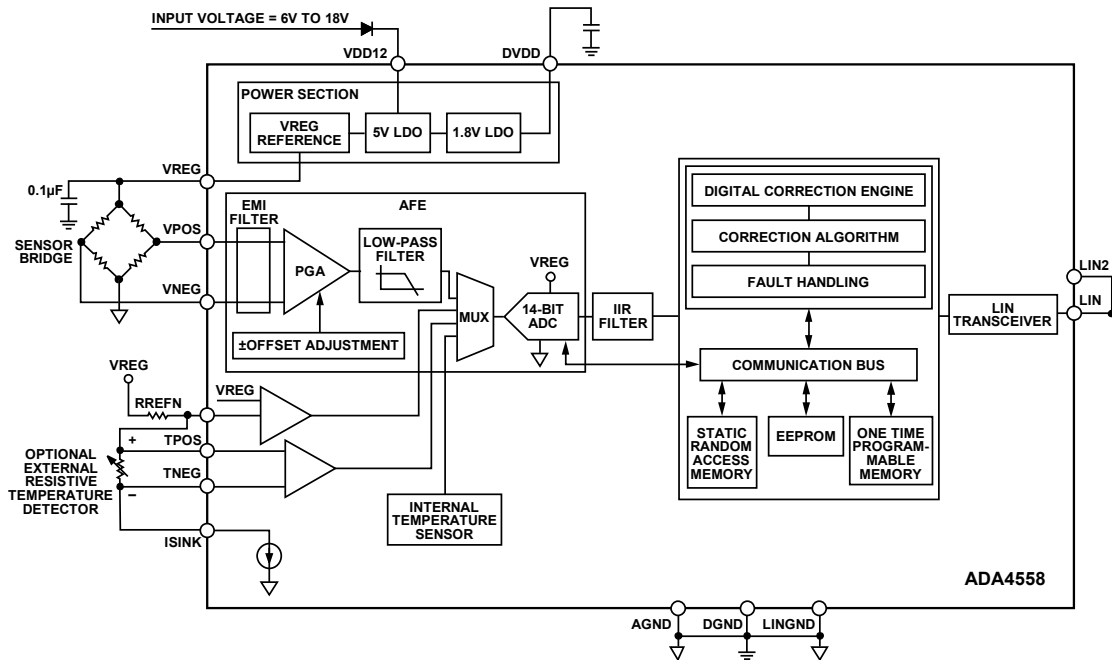 INPUT VOLTAGE = 6V TO 18V
VDD12
DVDD
POWER SECTION
VREG
REFERENCE
5V LDO
1.8V LDO
VREG
0.1µF
SENSOR
BRIDGE
VPOS
VNEG
EMI
FILTER
AFE
PGA
LOW-PASS
FILTER
±OFFSET ADJUSTMENT
MUX
VREG
14-BIT
ADC
IIR
FILTER
DIGITAL CORRECTION ENGINE
CORRECTION ALGORITHM
FAULT HANDLING
COMMUNICATION BUS
STATIC
RANDOM
ACCESS
MEMORY
EEPROM
ONE TIME
PROGRAM-
MABLE
MEMORY
LIN
TRANSCEIVER
LIN2
LIN
VREG
RREFN
VREG
+
TPOS
TNEG
–
OPTIONAL
EXTERNAL
RESISTIVE
TEMPERATURE
DETECTOR
ISINK
INTERNAL
TEMPERATURE
SENSOR
ADA4558
AGND
DGND
LINGND